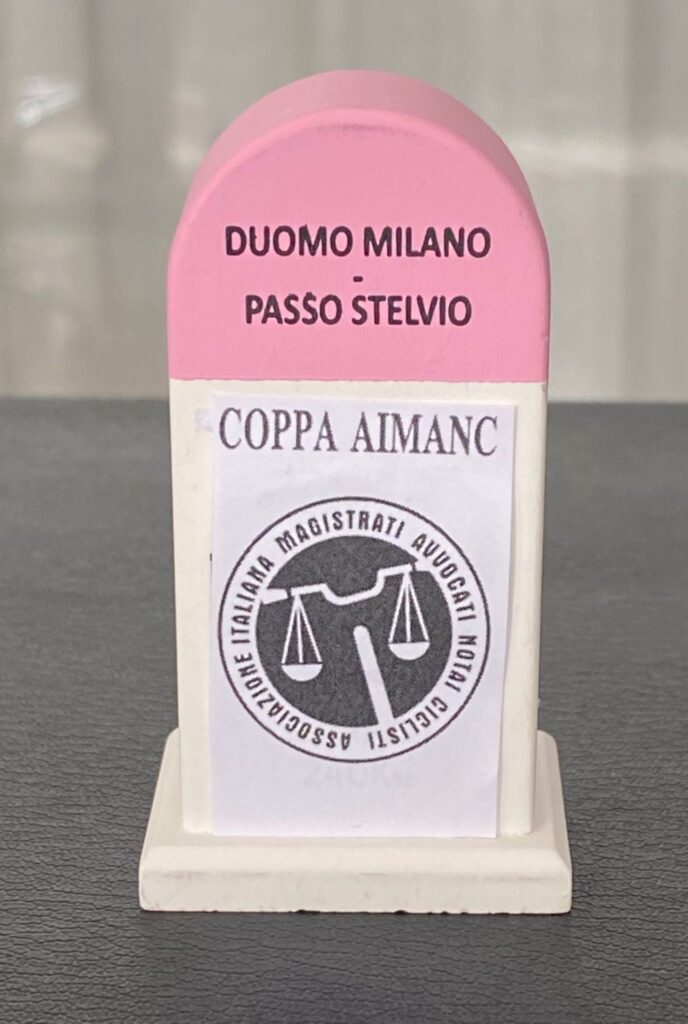 DUOMO MILANO
-
PASSO STELVIO
COPPA AIMANC
ASSOCIAZIONE ITALIANA MAGISTRATI AVVOCATI NOTAI CICLISTI